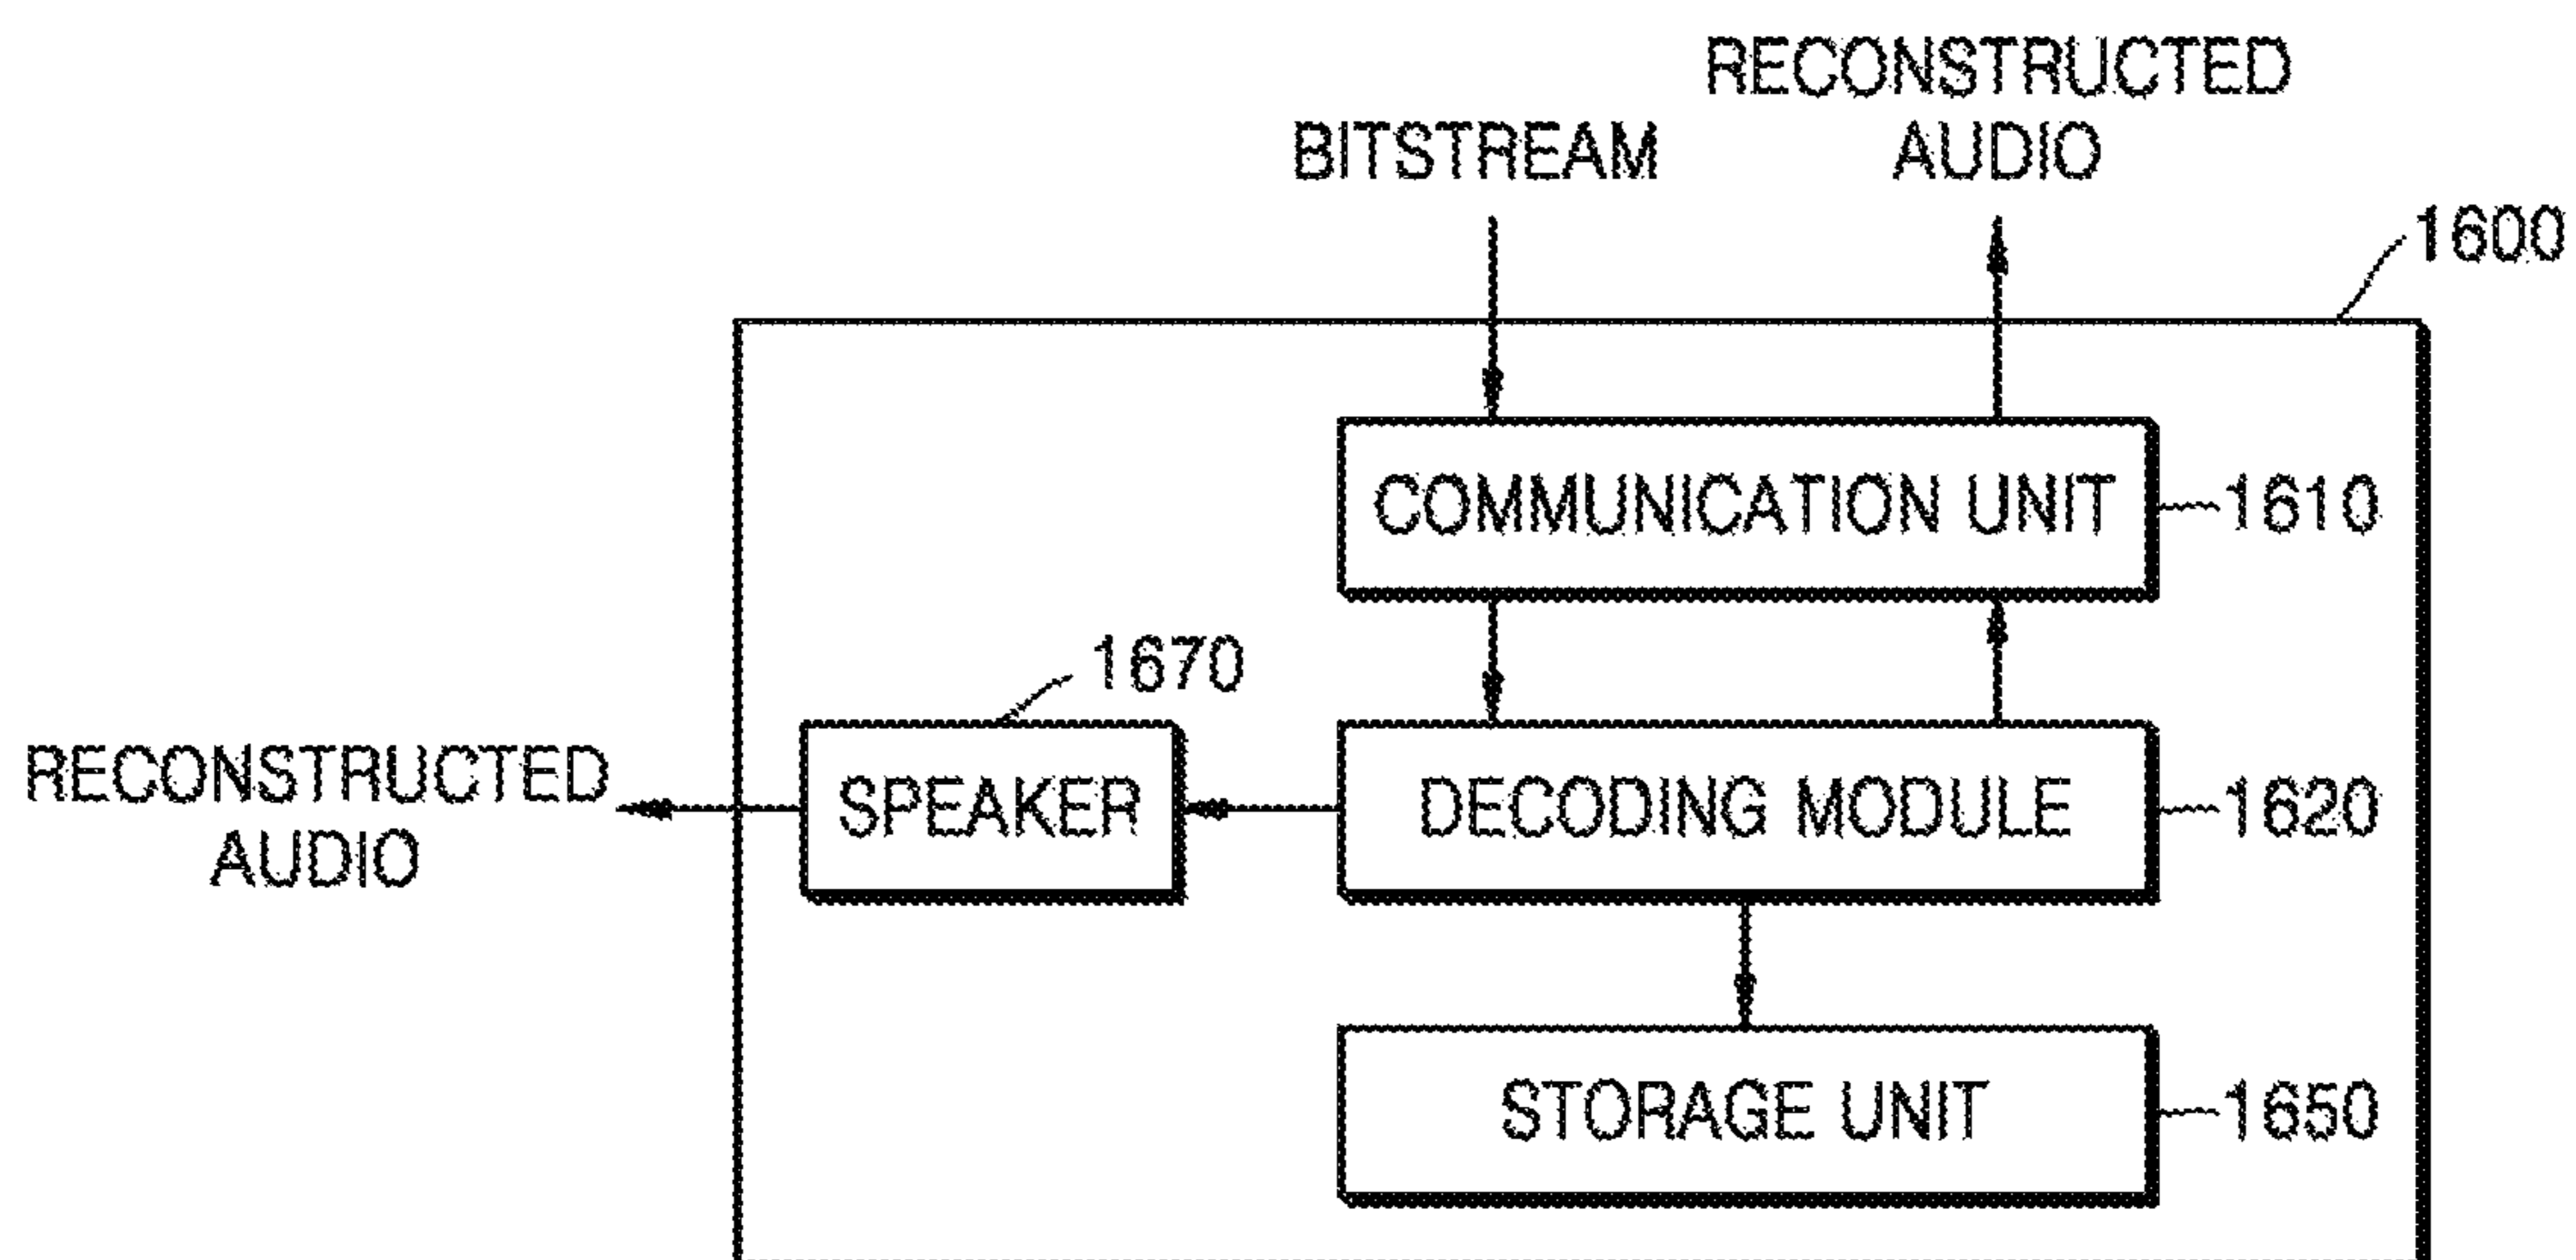 RECONSTRUCTED
AUDIO
BITSTREAM
1600
COMMUNICATION UNIT
1610
1670
RECONSTRUCTED
AUDIO
SPEAKER
DECODING MODULE
1620
STORAGE UNIT
1650